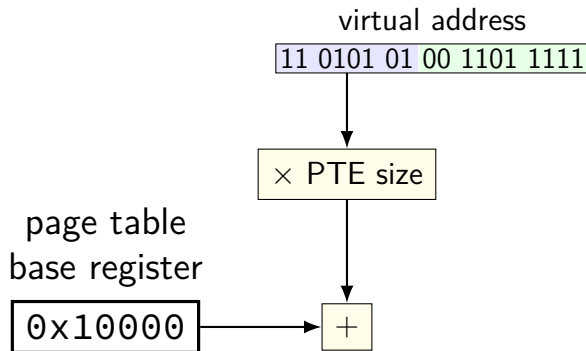 virtual address
11 0101 01 00 1101 1111
× PTE size
page table
base register
0x10000
+